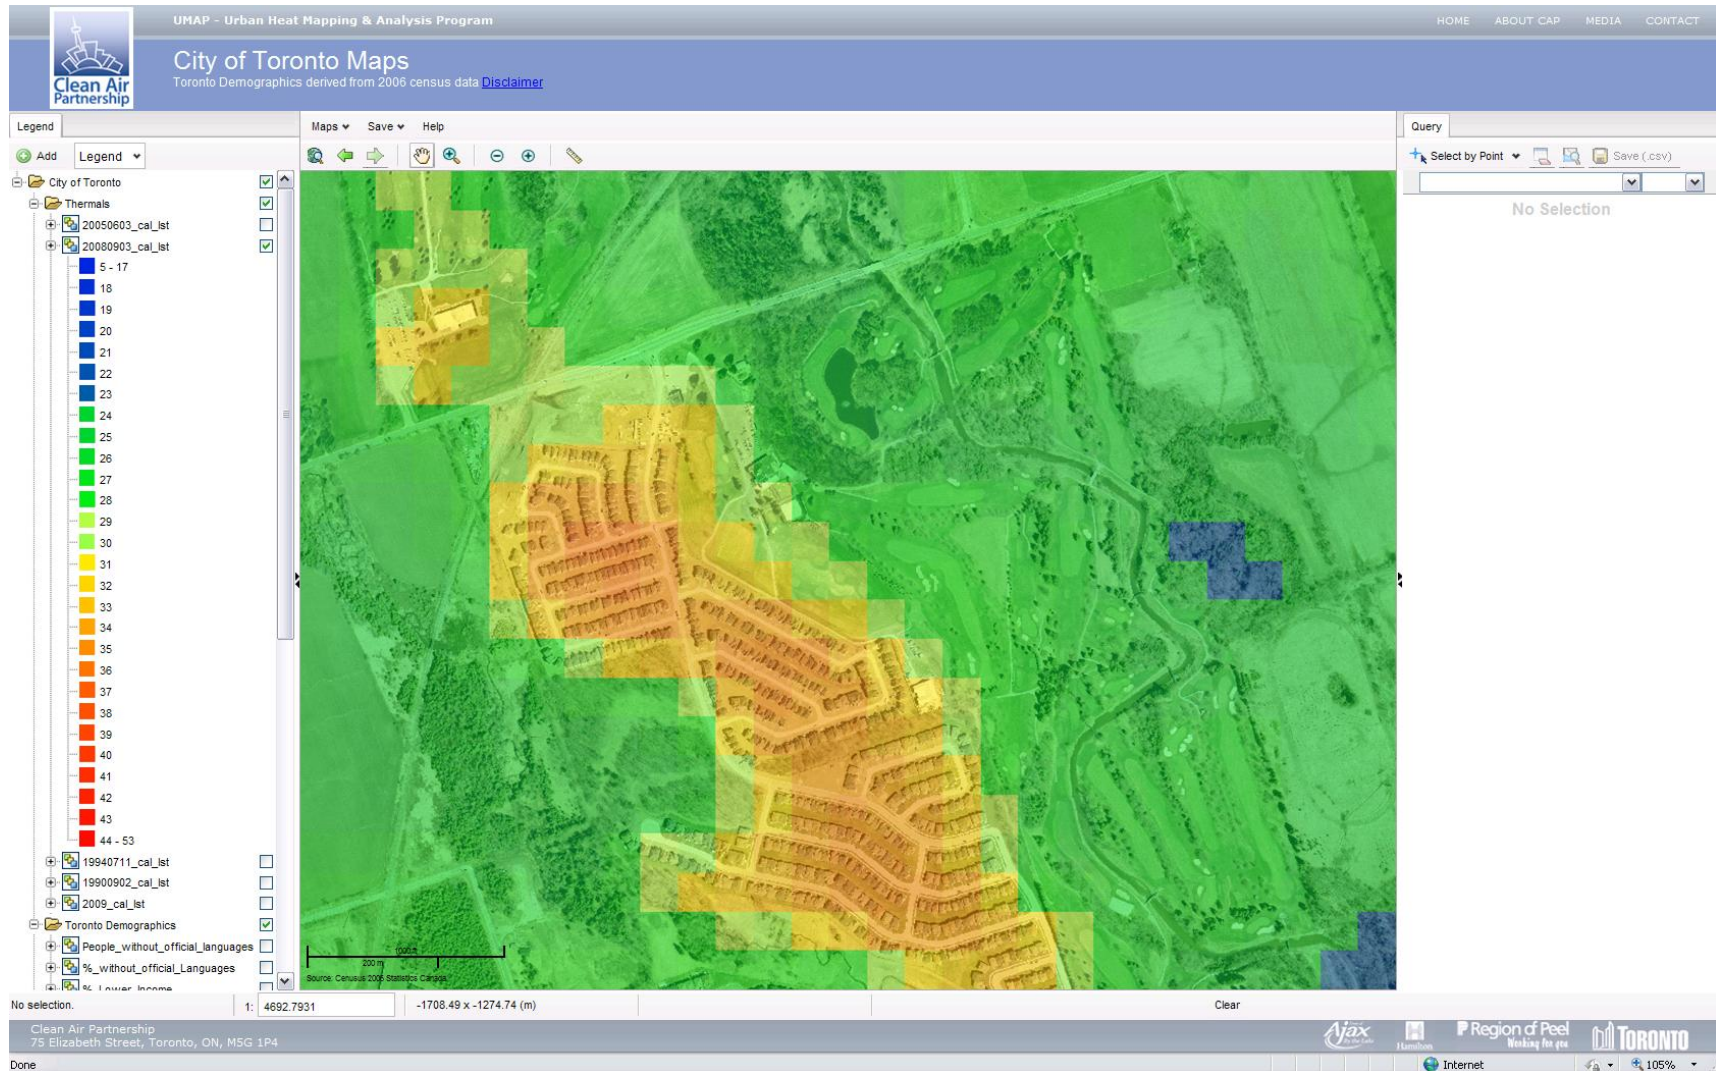 UMAP - Urban Heat Mapping & Analysis Program
HOME ABOUT CAP MEDIA CONTACT
City of Toronto Maps
Toronto Demographics derived from 2006 census data Disclaimer
Clean Air
Partnership
Legend
Maps Save Help
Query
Add Legend
Select by Point Save (.csv)
No Selection
City of Toronto
Thermals
20050603_cal_lst
20080903_cal_lst
5 - 17
18
19
20
21
22
23
24
25
26
27
28
29
30
31
32
33
34
35
36
37
38
39
40
41
42
43
44 - 53
19940711_cal_lst
19900902_cal_lst
2009_cal_lst
Toronto Demographics
People_without_official_languages
%_without_official_Languages
%_Lower_Income
200 m
Source: Cenusus 2006 Statistics Canada
No selection.
1: 4692.7931
-1708.49 x -1274.74 (m)
Clear
Clean Air Partnership
75 Elizabeth Street, Toronto, ON, M5G 1P4
Ajax
By the Lake
Hamilton
Region of Peel
Working for you
TORONTO
Done
Internet
105%